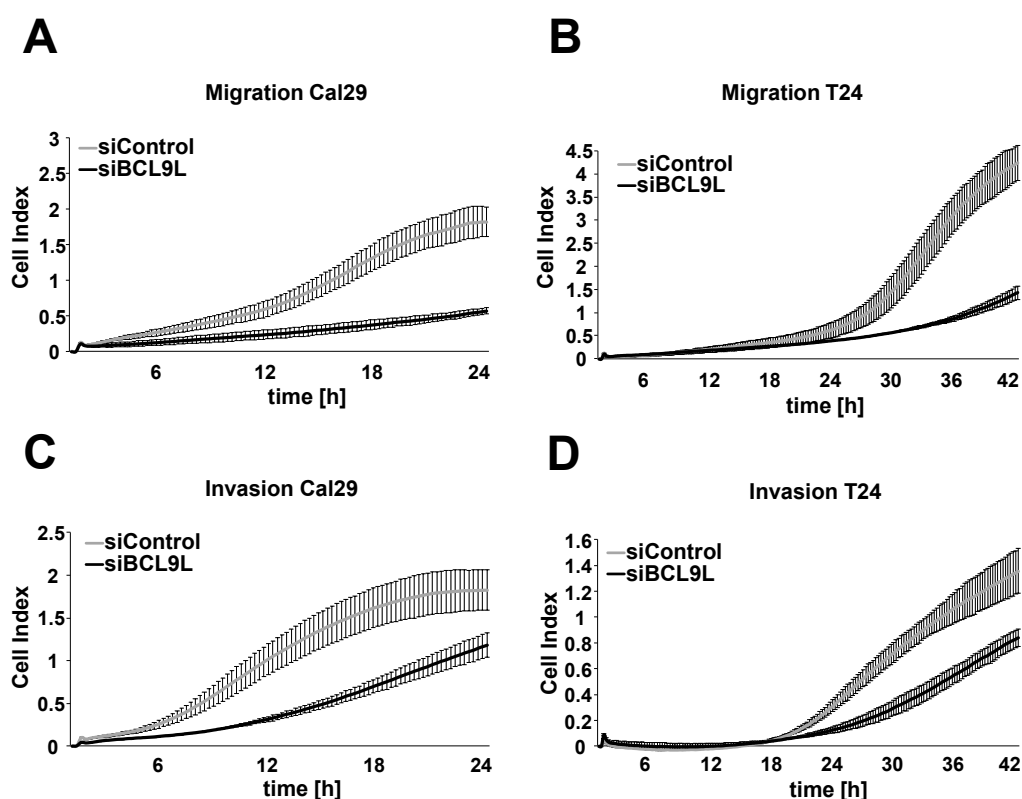 A
B
Migration Cal29
Migration T24
3
2.5
2
1.5
1
0.5
0
siControl
siBCL9L
Cell Index
6
12
18
24
time [h]
4.5
4
3.5
3
2.5
2
1.5
1
0.5
0
siControl
siBCL9L
Cell Index
6
12
18
24
30
36
42
time [h]
C
D
Invasion Cal29
Invasion T24
2.5
2
1.5
1
0.5
0
siControl
siBCL9L
Cell Index
6
12
18
24
time [h]
1.6
1.4
1.2
1
0.8
0.6
0.4
0.2
0
siControl
siBCL9L
Cell Index
6
12
18
24
30
36
42
time [h]